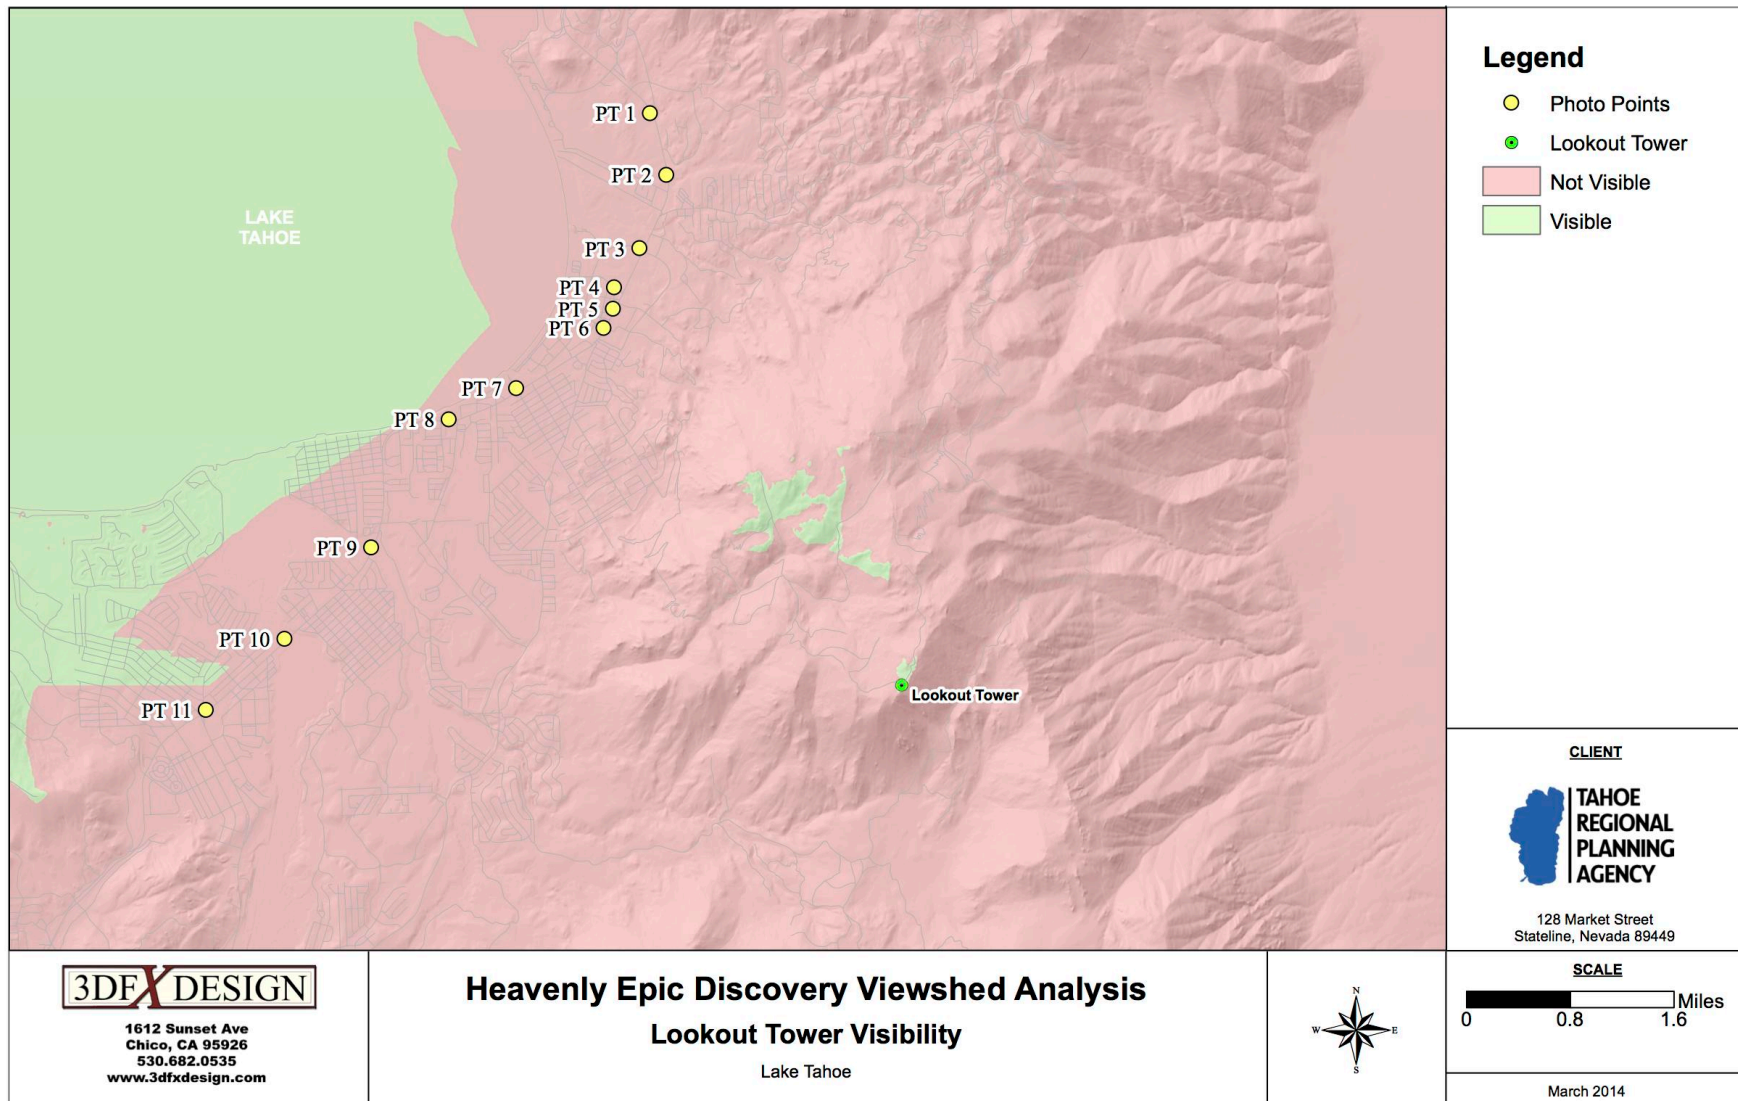 PT 1
PT 2
LAKE
TAHOE
PT 3
PT 4
PT 5
PT 6
PT 7
PT 8
PT 9
PT 10
Lookout Tower
PT 11
Legend
Photo Points
Lookout Tower
Not Visible
Visible
CLIENT
TAHOE
REGIONAL
PLANNING
AGENCY
128 Market Street
Stateline, Nevada 89449
3DFX DESIGN
1612 Sunset Ave
Chico, CA 95926
530.682.0535
www.3dfxdesign.com
Heavenly Epic Discovery Viewshed Analysis
Lookout Tower Visibility
Lake Tahoe
N
W E
S
SCALE
Miles
0 0.8 1.6
March 2014